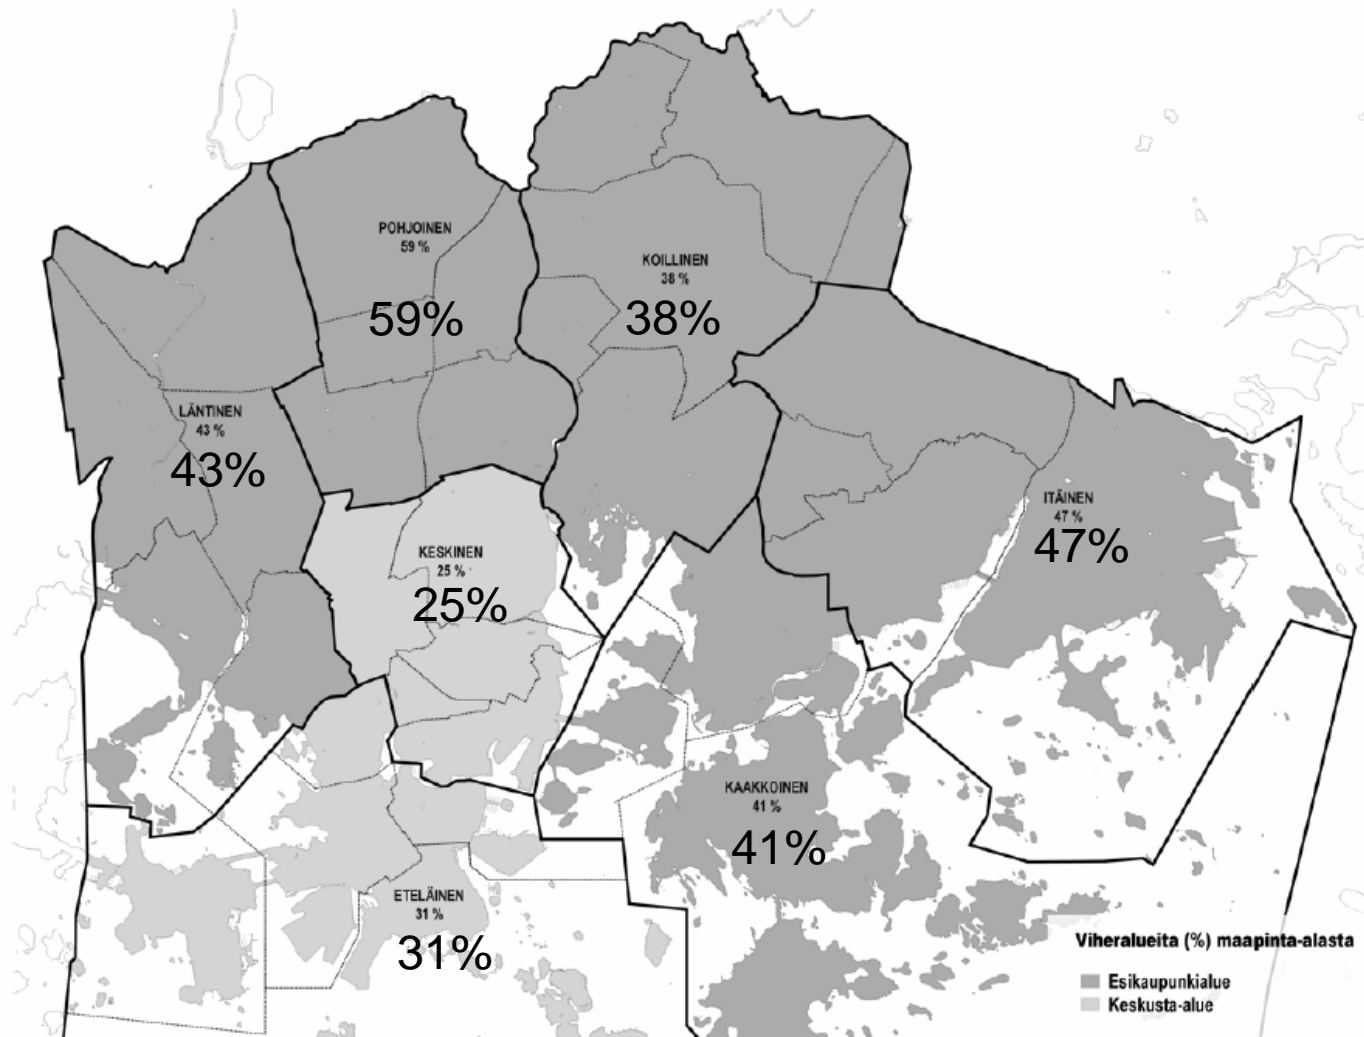 POHJOINEN
59 %
59%
KOILLINEN
38 %
38%
LÄNTINEN
43 %
43%
ITÄINEN
47 %
47%
KESKINEN
25 %
25%
KAAKKOINEN
41 %
41%
ETELÄINEN
31 %
31%
Viheralueita (%) maapinta-alasta
Esikaupunkialue
Keskusta-alue